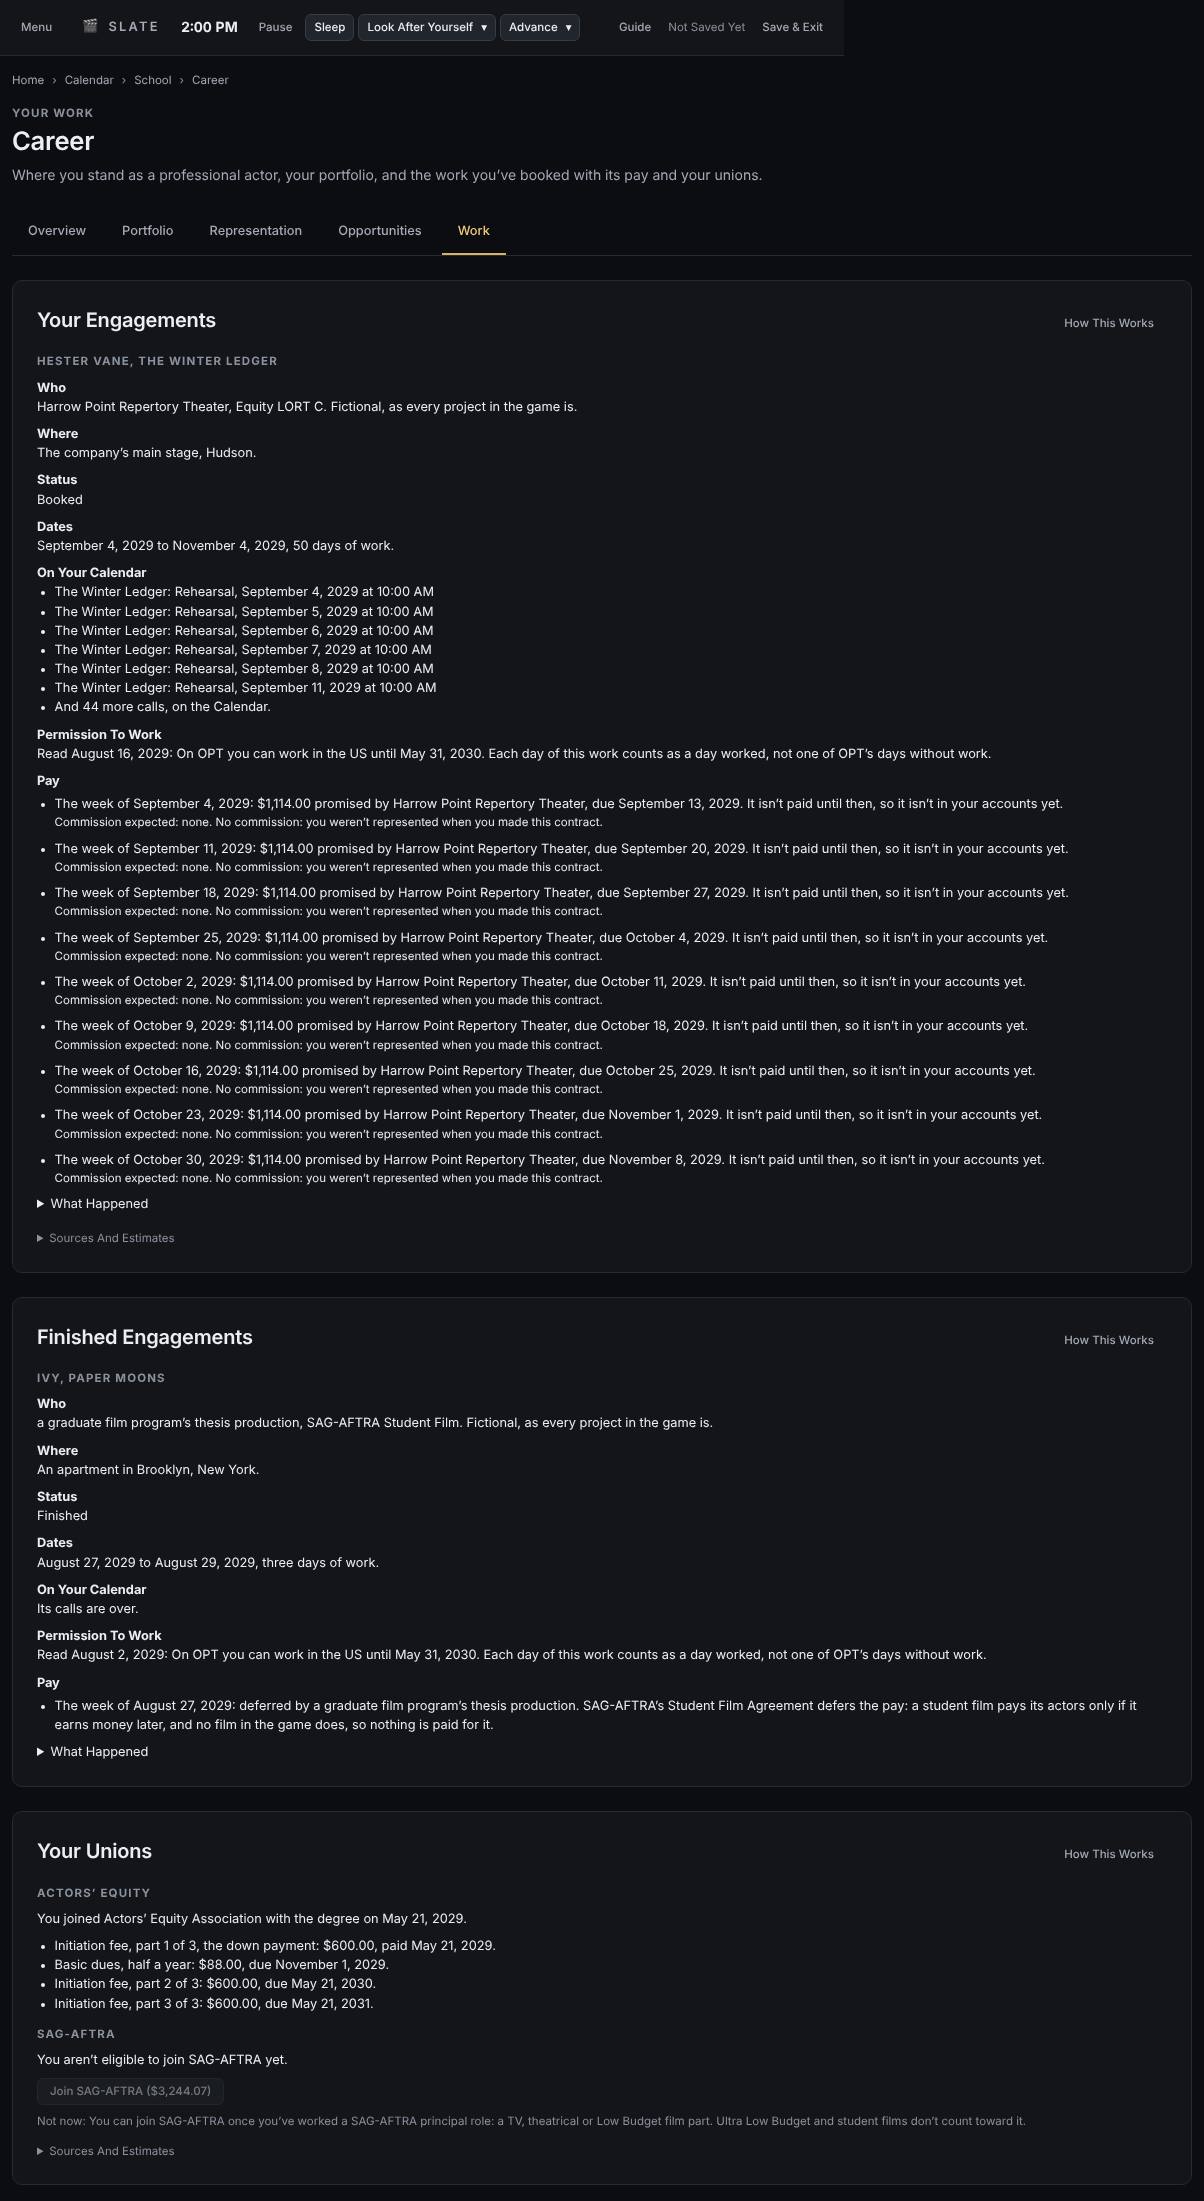 Menu 🎬 SLATE 2:00 PM Pause Sleep Look After Yourself ▾ Advance ▾ Guide Not Saved Yet Save & Exit
Home › Calendar › School › Career
YOUR WORK
Career
Where you stand as a professional actor, your portfolio, and the work you’ve booked with its pay and your unions.
Overview Portfolio Representation Opportunities Work
Your Engagements How This Works
HESTER VANE, THE WINTER LEDGER
Who
Harrow Point Repertory Theater, Equity LORT C. Fictional, as every project in the game is.
Where
The company’s main stage, Hudson.
Status
Booked
Dates
September 4, 2029 to November 4, 2029, 50 days of work.
On Your Calendar
• The Winter Ledger: Rehearsal, September 4, 2029 at 10:00 AM
• The Winter Ledger: Rehearsal, September 5, 2029 at 10:00 AM
• The Winter Ledger: Rehearsal, September 6, 2029 at 10:00 AM
• The Winter Ledger: Rehearsal, September 7, 2029 at 10:00 AM
• The Winter Ledger: Rehearsal, September 8, 2029 at 10:00 AM
• The Winter Ledger: Rehearsal, September 11, 2029 at 10:00 AM
• And 44 more calls, on the Calendar.
Permission To Work
Read August 16, 2029: On OPT you can work in the US until May 31, 2030. Each day of this work counts as a day worked, not one of OPT’s days without work.
Pay
• The week of September 4, 2029: $1,114.00 promised by Harrow Point Repertory Theater, due September 13, 2029. It isn’t paid until then, so it isn’t in your accounts yet.
Commission expected: none. No commission: you weren’t represented when you made this contract.
• The week of September 11, 2029: $1,114.00 promised by Harrow Point Repertory Theater, due September 20, 2029. It isn’t paid until then, so it isn’t in your accounts yet.
Commission expected: none. No commission: you weren’t represented when you made this contract.
• The week of September 18, 2029: $1,114.00 promised by Harrow Point Repertory Theater, due September 27, 2029. It isn’t paid until then, so it isn’t in your accounts yet.
Commission expected: none. No commission: you weren’t represented when you made this contract.
• The week of September 25, 2029: $1,114.00 promised by Harrow Point Repertory Theater, due October 4, 2029. It isn’t paid until then, so it isn’t in your accounts yet.
Commission expected: none. No commission: you weren’t represented when you made this contract.
• The week of October 2, 2029: $1,114.00 promised by Harrow Point Repertory Theater, due October 11, 2029. It isn’t paid until then, so it isn’t in your accounts yet.
Commission expected: none. No commission: you weren’t represented when you made this contract.
• The week of October 9, 2029: $1,114.00 promised by Harrow Point Repertory Theater, due October 18, 2029. It isn’t paid until then, so it isn’t in your accounts yet.
Commission expected: none. No commission: you weren’t represented when you made this contract.
• The week of October 16, 2029: $1,114.00 promised by Harrow Point Repertory Theater, due October 25, 2029. It isn’t paid until then, so it isn’t in your accounts yet.
Commission expected: none. No commission: you weren’t represented when you made this contract.
• The week of October 23, 2029: $1,114.00 promised by Harrow Point Repertory Theater, due November 1, 2029. It isn’t paid until then, so it isn’t in your accounts yet.
Commission expected: none. No commission: you weren’t represented when you made this contract.
• The week of October 30, 2029: $1,114.00 promised by Harrow Point Repertory Theater, due November 8, 2029. It isn’t paid until then, so it isn’t in your accounts yet.
Commission expected: none. No commission: you weren’t represented when you made this contract.
▶ What Happened
▶ Sources And Estimates
Finished Engagements How This Works
IVY, PAPER MOONS
Who
a graduate film program’s thesis production, SAG-AFTRA Student Film. Fictional, as every project in the game is.
Where
An apartment in Brooklyn, New York.
Status
Finished
Dates
August 27, 2029 to August 29, 2029, three days of work.
On Your Calendar
Its calls are over.
Permission To Work
Read August 2, 2029: On OPT you can work in the US until May 31, 2030. Each day of this work counts as a day worked, not one of OPT’s days without work.
Pay
• The week of August 27, 2029: deferred by a graduate film program’s thesis production. SAG-AFTRA’s Student Film Agreement defers the pay: a student film pays its actors only if it
earns money later, and no film in the game does, so nothing is paid for it.
▶ What Happened
Your Unions How This Works
ACTORS’ EQUITY
You joined Actors’ Equity Association with the degree on May 21, 2029.
• Initiation fee, part 1 of 3, the down payment: $600.00, paid May 21, 2029.
• Basic dues, half a year: $88.00, due November 1, 2029.
• Initiation fee, part 2 of 3: $600.00, due May 21, 2030.
• Initiation fee, part 3 of 3: $600.00, due May 21, 2031.
SAG-AFTRA
You aren’t eligible to join SAG-AFTRA yet.
Join SAG-AFTRA ($3,244.07)
Not now: You can join SAG-AFTRA once you’ve worked a SAG-AFTRA principal role: a TV, theatrical or Low Budget film part. Ultra Low Budget and student films don’t count toward it.
▶ Sources And Estimates